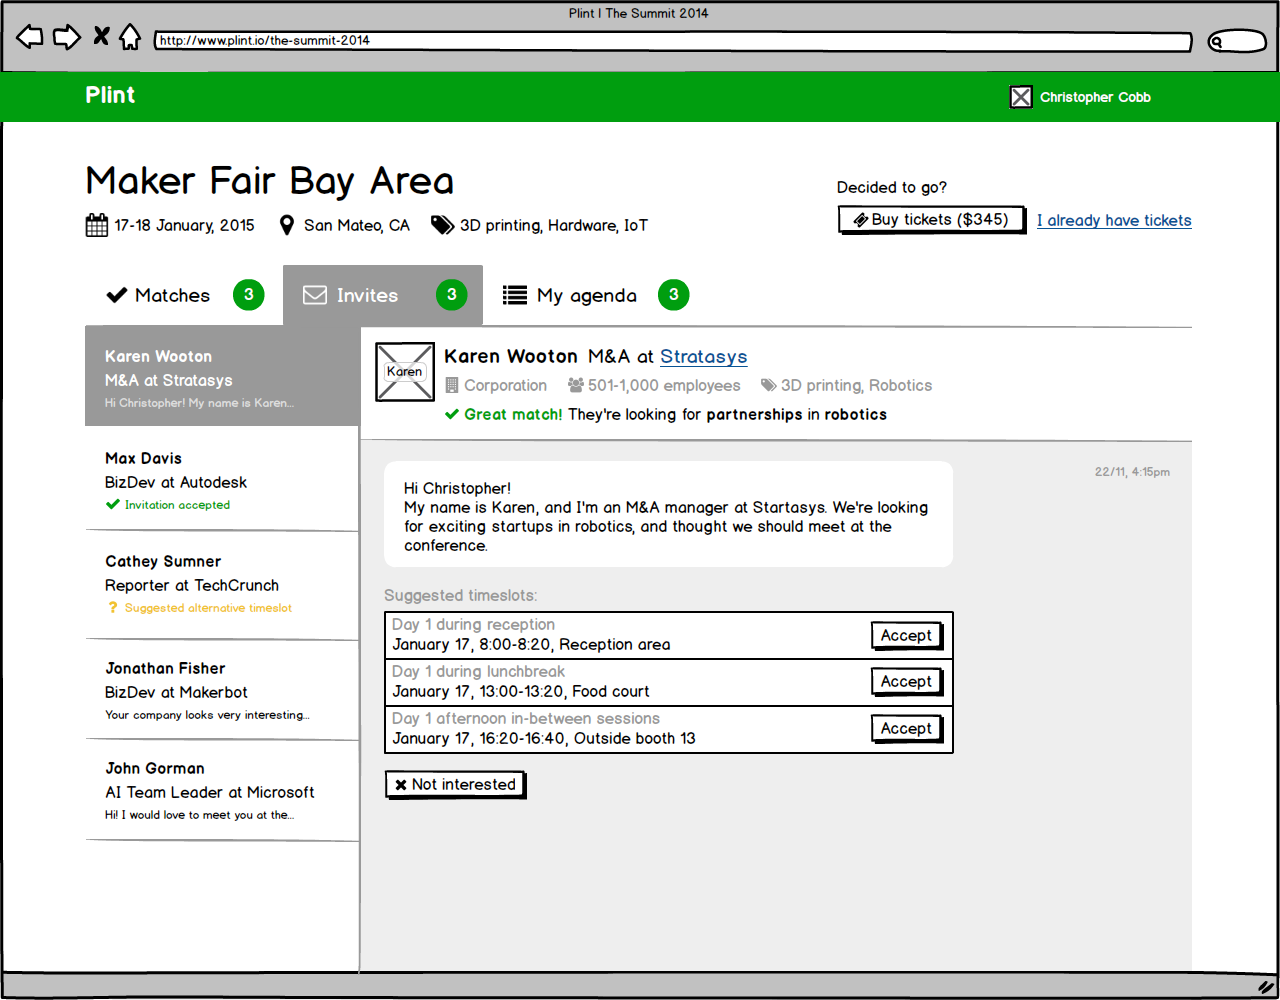 Plint | The Summit 2014
http://www.plint.io/the-summit-2014
Plint
Christopher Cobb
Maker Fair Bay Area
17-18 January, 2015
San Mateo, CA
3D printing, Hardware, IoT
Decided to go?
Buy tickets ($345)
I already have tickets
Matches 3
Invites 3
My agenda 3
Karen Wooton
M&A at Stratasys
Hi Christopher! My name is Karen...
Max Davis
BizDev at Autodesk
Invitation accepted
Cathey Sumner
Reporter at TechCrunch
? Suggested alternative timeslot
Jonathan Fisher
BizDev at Makerbot
Your company looks very interesting...
John Gorman
AI Team Leader at Microsoft
Hi! I would love to meet you at the...
Karen
Karen Wooton M&A at Stratasys
Corporation 501-1,000 employees 3D printing, Robotics
Great match! They're looking for partnerships in robotics
22/11, 4:15pm
Hi Christopher!
My name is Karen, and I'm an M&A manager at Startasys. We're looking
for exciting startups in robotics, and thought we should meet at the
conference.
Suggested timeslots:
Day 1 during reception
January 17, 8:00-8:20, Reception area
Accept
Day 1 during lunchbreak
January 17, 13:00-13:20, Food court
Accept
Day 1 afternoon in-between sessions
January 17, 16:20-16:40, Outside booth 13
Accept
Not interested